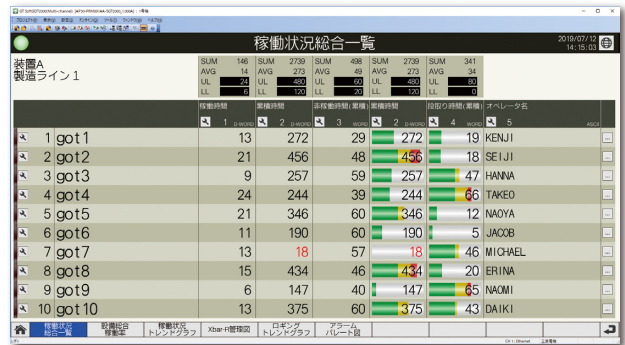 稼働状況総合一覧
2019/07/12
14:15:03
装置A
製造ライン1
SUM 146 SUM 2739 SUM 498 SUM 2739 SUM 341
AVG 14 AVG 273 AVG 49 AVG 273 AVG 34
UL 24 UL 480 UL 60 UL 480 UL 80
LL 6 LL 120 LL 20 LL 120 LL 0
稼働時間 累積時間 非稼働時間(累積) 累積時間 段取り時間(累積) オペレータ名
1 D-WORD 2 D-WORD 3 WORD 2 D-WORD 4 WORD 5 ASCII
1 got1 13 272 29 272 19 KENJI
2 got2 21 456 48 456 18 SEIJI
3 got3 9 257 59 257 47 HANNA
4 got4 24 244 39 244 66 TAKEO
5 got5 21 346 60 346 12 NAOYA
6 got6 11 190 60 190 5 JACOB
7 got7 13 18 57 18 46 MICHAEL
8 got8 15 434 46 434 20 ERINA
9 got9 6 147 40 147 65 NAOMI
10 got10 13 375 60 375 43 DAIKI
稼働状況 設備総合 稼働状況 Xbar-R管理図 ロギング アラーム
総合一覧 稼働率 トレンドグラフ トレンドグラフ パレート図